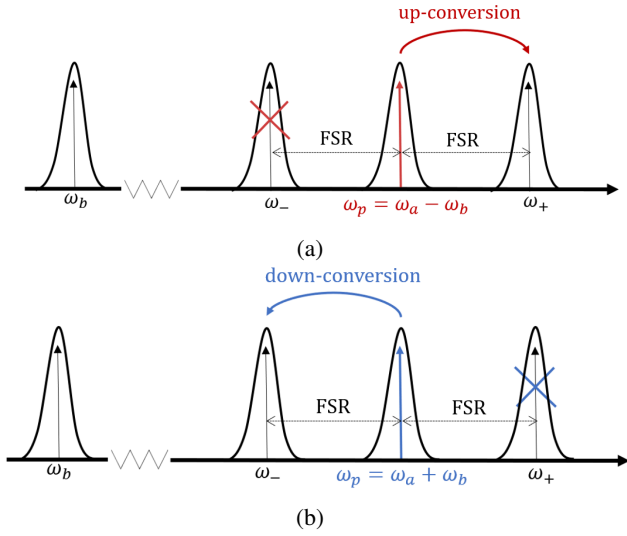 up-conversion
FSR
FSR
ω_b
ω_−
ω_p = ω_a − ω_b
ω_+
(a)
down-conversion
FSR
FSR
ω_b
ω_−
ω_p = ω_a + ω_b
ω_+
(b)